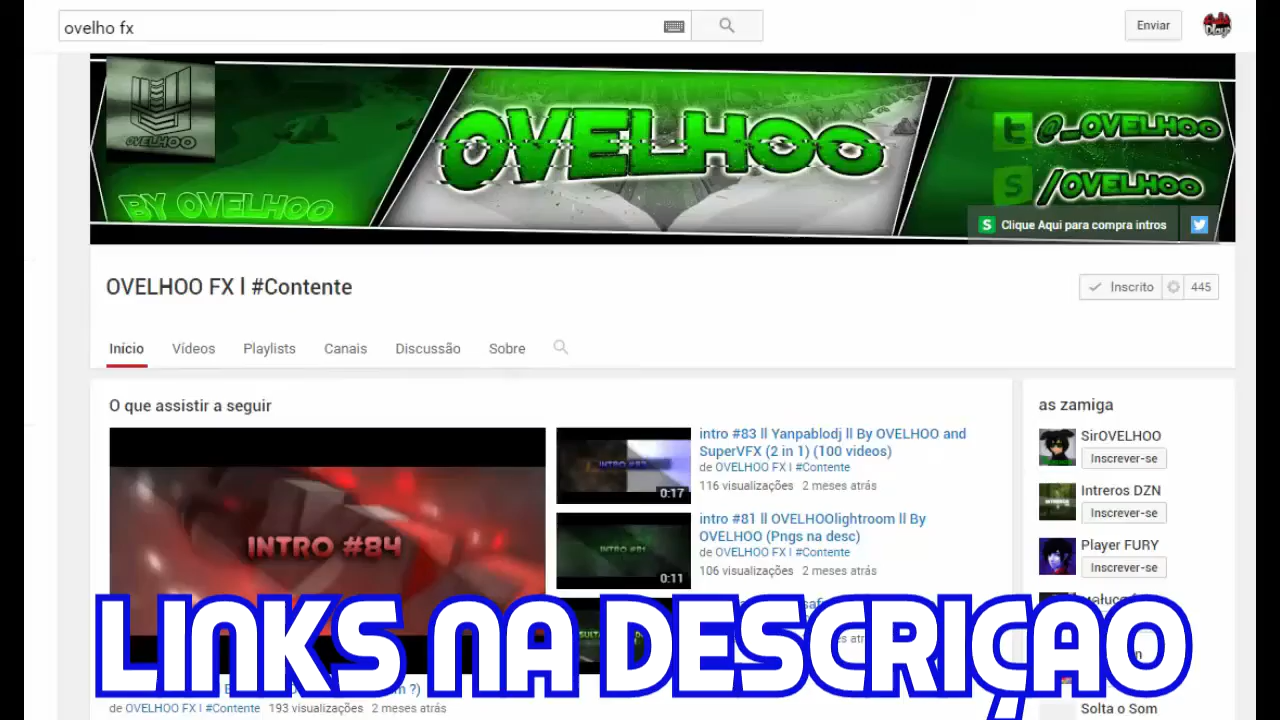 ovelho fx
Enviar
OVELHOO
BY OVELHOO
OVELHOO
@_OVELHOO
/OVELHOO
Clique Aqui para compra intros
OVELHOO FX l #Contente
Inscrito 445
Início Vídeos Playlists Canais Discussão Sobre
O que assistir a seguir
INTRO #84
0:17
intro #83 ll Yanpablodj ll By OVELHOO and
SuperVFX (2 in 1) (100 videos)
de OVELHOO FX l #Contente
116 visualizações 2 meses atrás
INTRO #81
0:11
intro #81 ll OVELHOOlightroom ll By
OVELHOO (Pngs na desc)
de OVELHOO FX l #Contente
106 visualizações 2 meses atrás
as zamiga
SirOVELHOO
Inscrever-se
Intreros DZN
Inscrever-se
Player FURY
Inscrever-se
LINKS NA DESCRIÇAO
de OVELHOO FX l #Contente 193 visualizações 2 meses atrás
Solta o Som